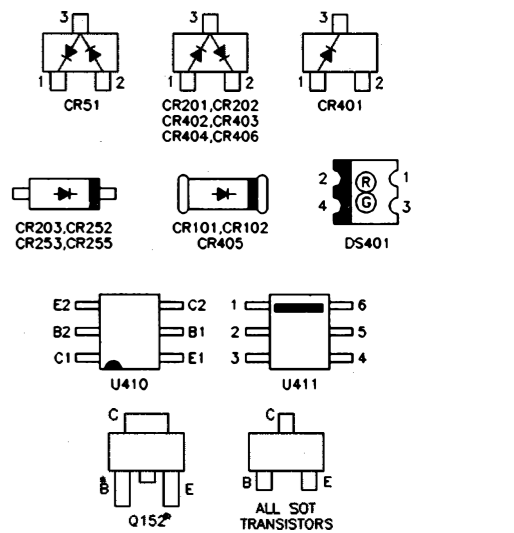 3 3 3
1 2 1 2 1 2
CR51 CR201,CR202 CR401
CR402,CR403
CR404,CR406
2 R 1
4 G 3
CR203,CR252 CR101,CR102 DS401
CR253,CR255 CR405
E2 C2 1 6
B2 B1 2 5
C1 E1 3 4
U410 U411
C C
*B E B E
Q152* ALL SOT
TRANSISTORS